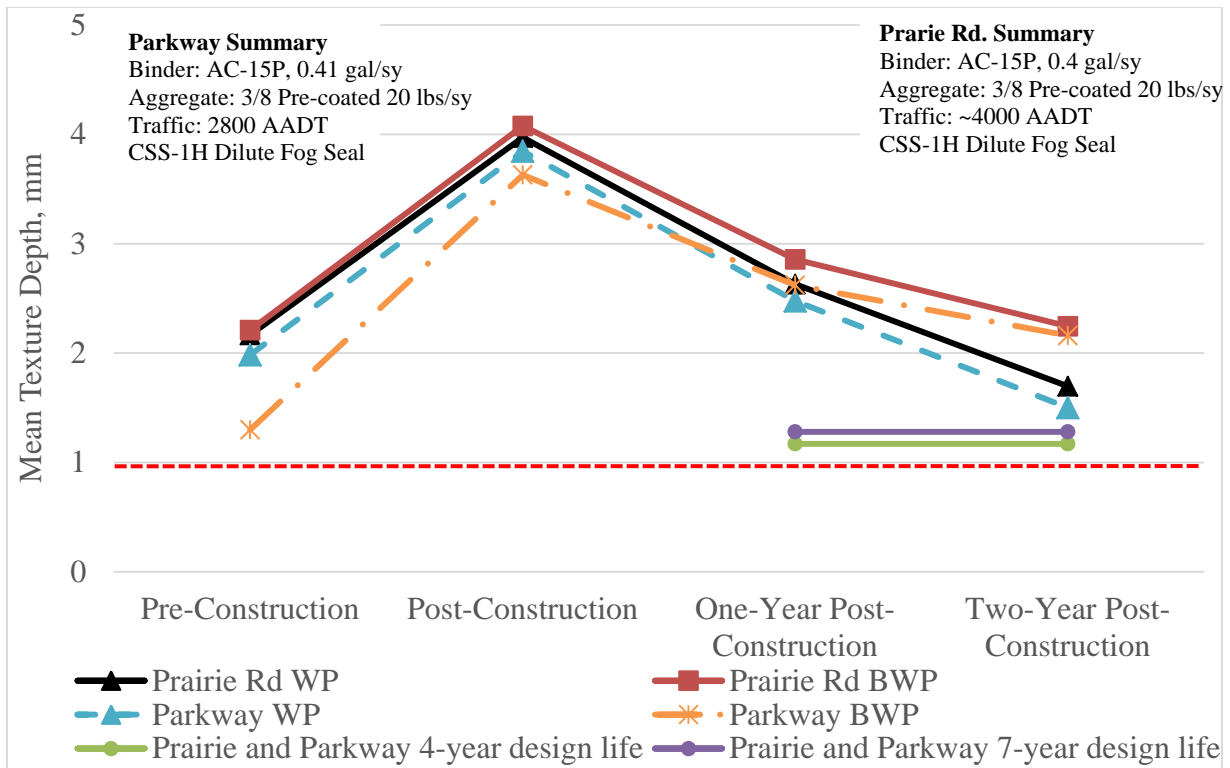 5
Parkway Summary
Binder: AC-15P, 0.41 gal/sy
Aggregate: 3/8 Pre-coated 20 lbs/sy
Traffic: 2800 AADT
CSS-1H Dilute Fog Seal
Prarie Rd. Summary
Binder: AC-15P, 0.4 gal/sy
Aggregate: 3/8 Pre-coated 20 lbs/sy
Traffic: ~4000 AADT
CSS-1H Dilute Fog Seal
4
3
2
1
0
Mean Texture Depth, mm
Pre-Construction
Post-Construction
One-Year Post-
Construction
Two-Year Post-
Construction
Prairie Rd WP
Prairie Rd BWP
Parkway WP
Parkway BWP
Prairie and Parkway 4-year design life
Prairie and Parkway 7-year design life